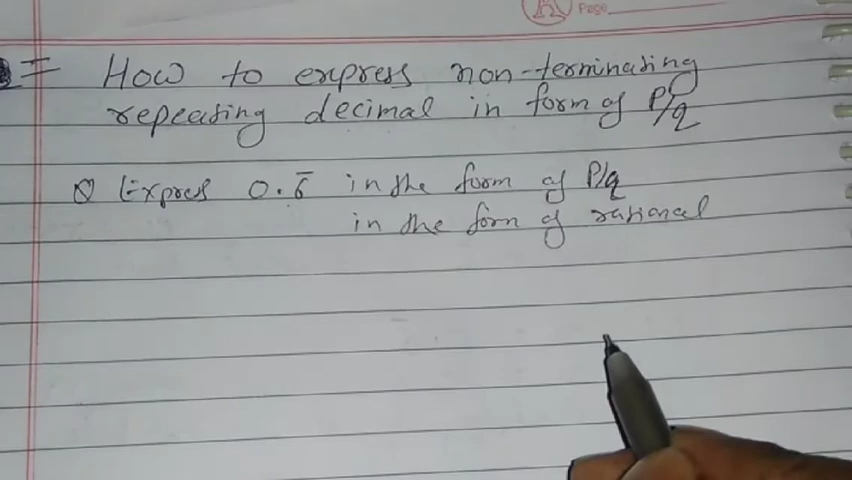 Page
How to express non-terminating
repeating decimal in form of P/q
Q Express 0.6̅ in the form of P/q
in the form of rational